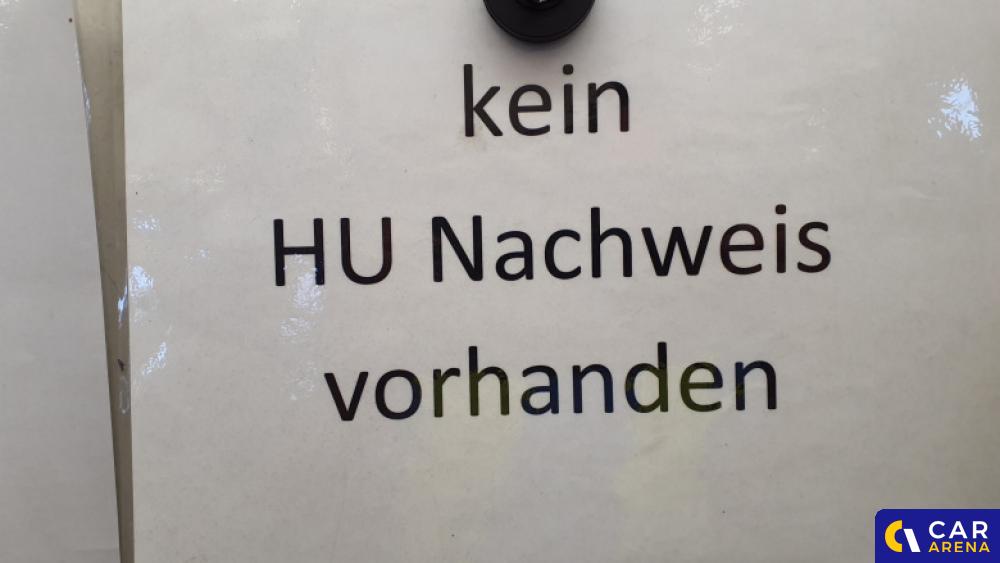 kein
HU Nachweis
vorhanden
CAR
ARENA